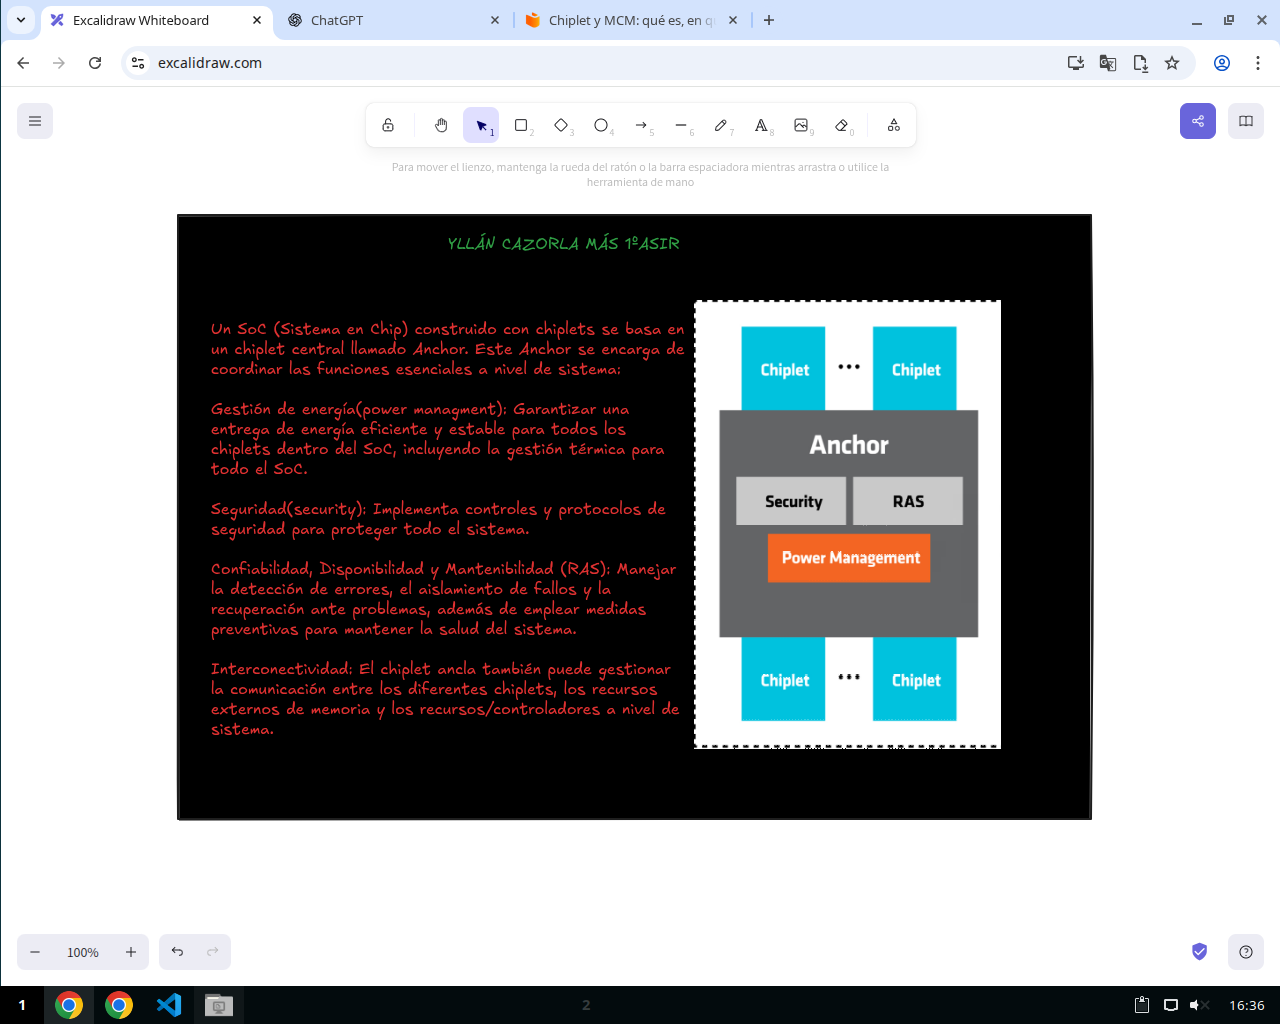 Excalidraw Whiteboard
ChatGPT
Chiplet y MCM: qué es, en q
excalidraw.com
1
2
3
4
5
6
7
8
9
0
Para mover el lienzo, mantenga la rueda del ratón o la barra espaciadora mientras arrastra o utilice la
herramienta de mano
YLLÁN CAZORLA MÁS 1ºASIR
Un SoC (Sistema en Chip) construido con chiplets se basa en
un chiplet central llamado Anchor. Este Anchor se encarga de
coordinar las funciones esenciales a nivel de sistema:
Gestión de energía(power managment): Garantizar una
entrega de energía eficiente y estable para todos los
chiplets dentro del SoC, incluyendo la gestión térmica para
todo el SoC.
Seguridad(security): Implementa controles y protocolos de
seguridad para proteger todo el sistema.
Confiabilidad, Disponibilidad y Mantenibilidad (RAS): Manejar
la detección de errores, el aislamiento de fallos y la
recuperación ante problemas, además de emplear medidas
preventivas para mantener la salud del sistema.
Interconectividad: El chiplet ancla también puede gestionar
la comunicación entre los diferentes chiplets, los recursos
externos de memoria y los recursos/controladores a nivel de
sistema.
Chiplet
Chiplet
Anchor
Security
RAS
Power Management
Chiplet
Chiplet
100%
1
2
16:36